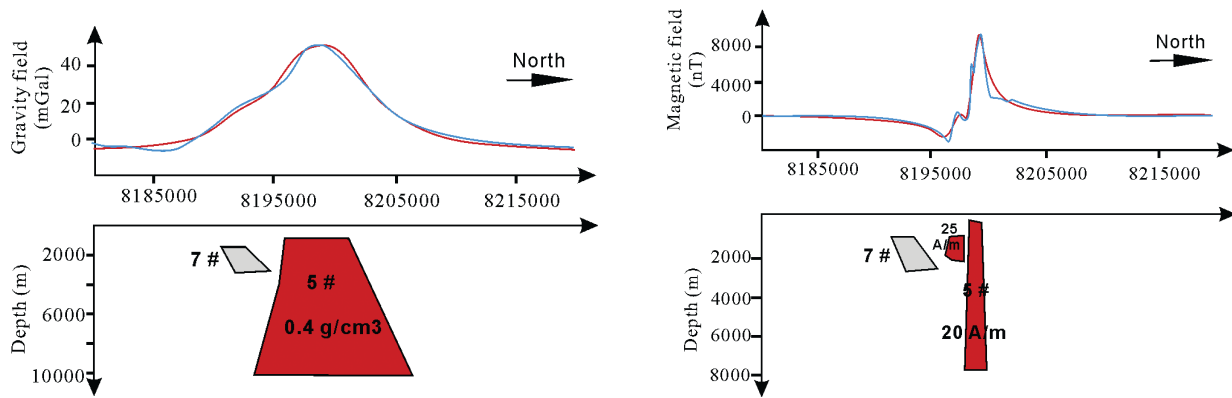 Gravity field
(mGal)
40
20
0
North
8185000
8195000
8205000
8215000
Depth (m)
2000
6000
10000
7 #
5 #
0.4 g/cm3
Magnetic field
(nT)
8000
4000
0
North
8185000
8195000
8205000
8215000
Depth (m)
2000
4000
6000
8000
7 #
25
A/m
5 #
20 A/m